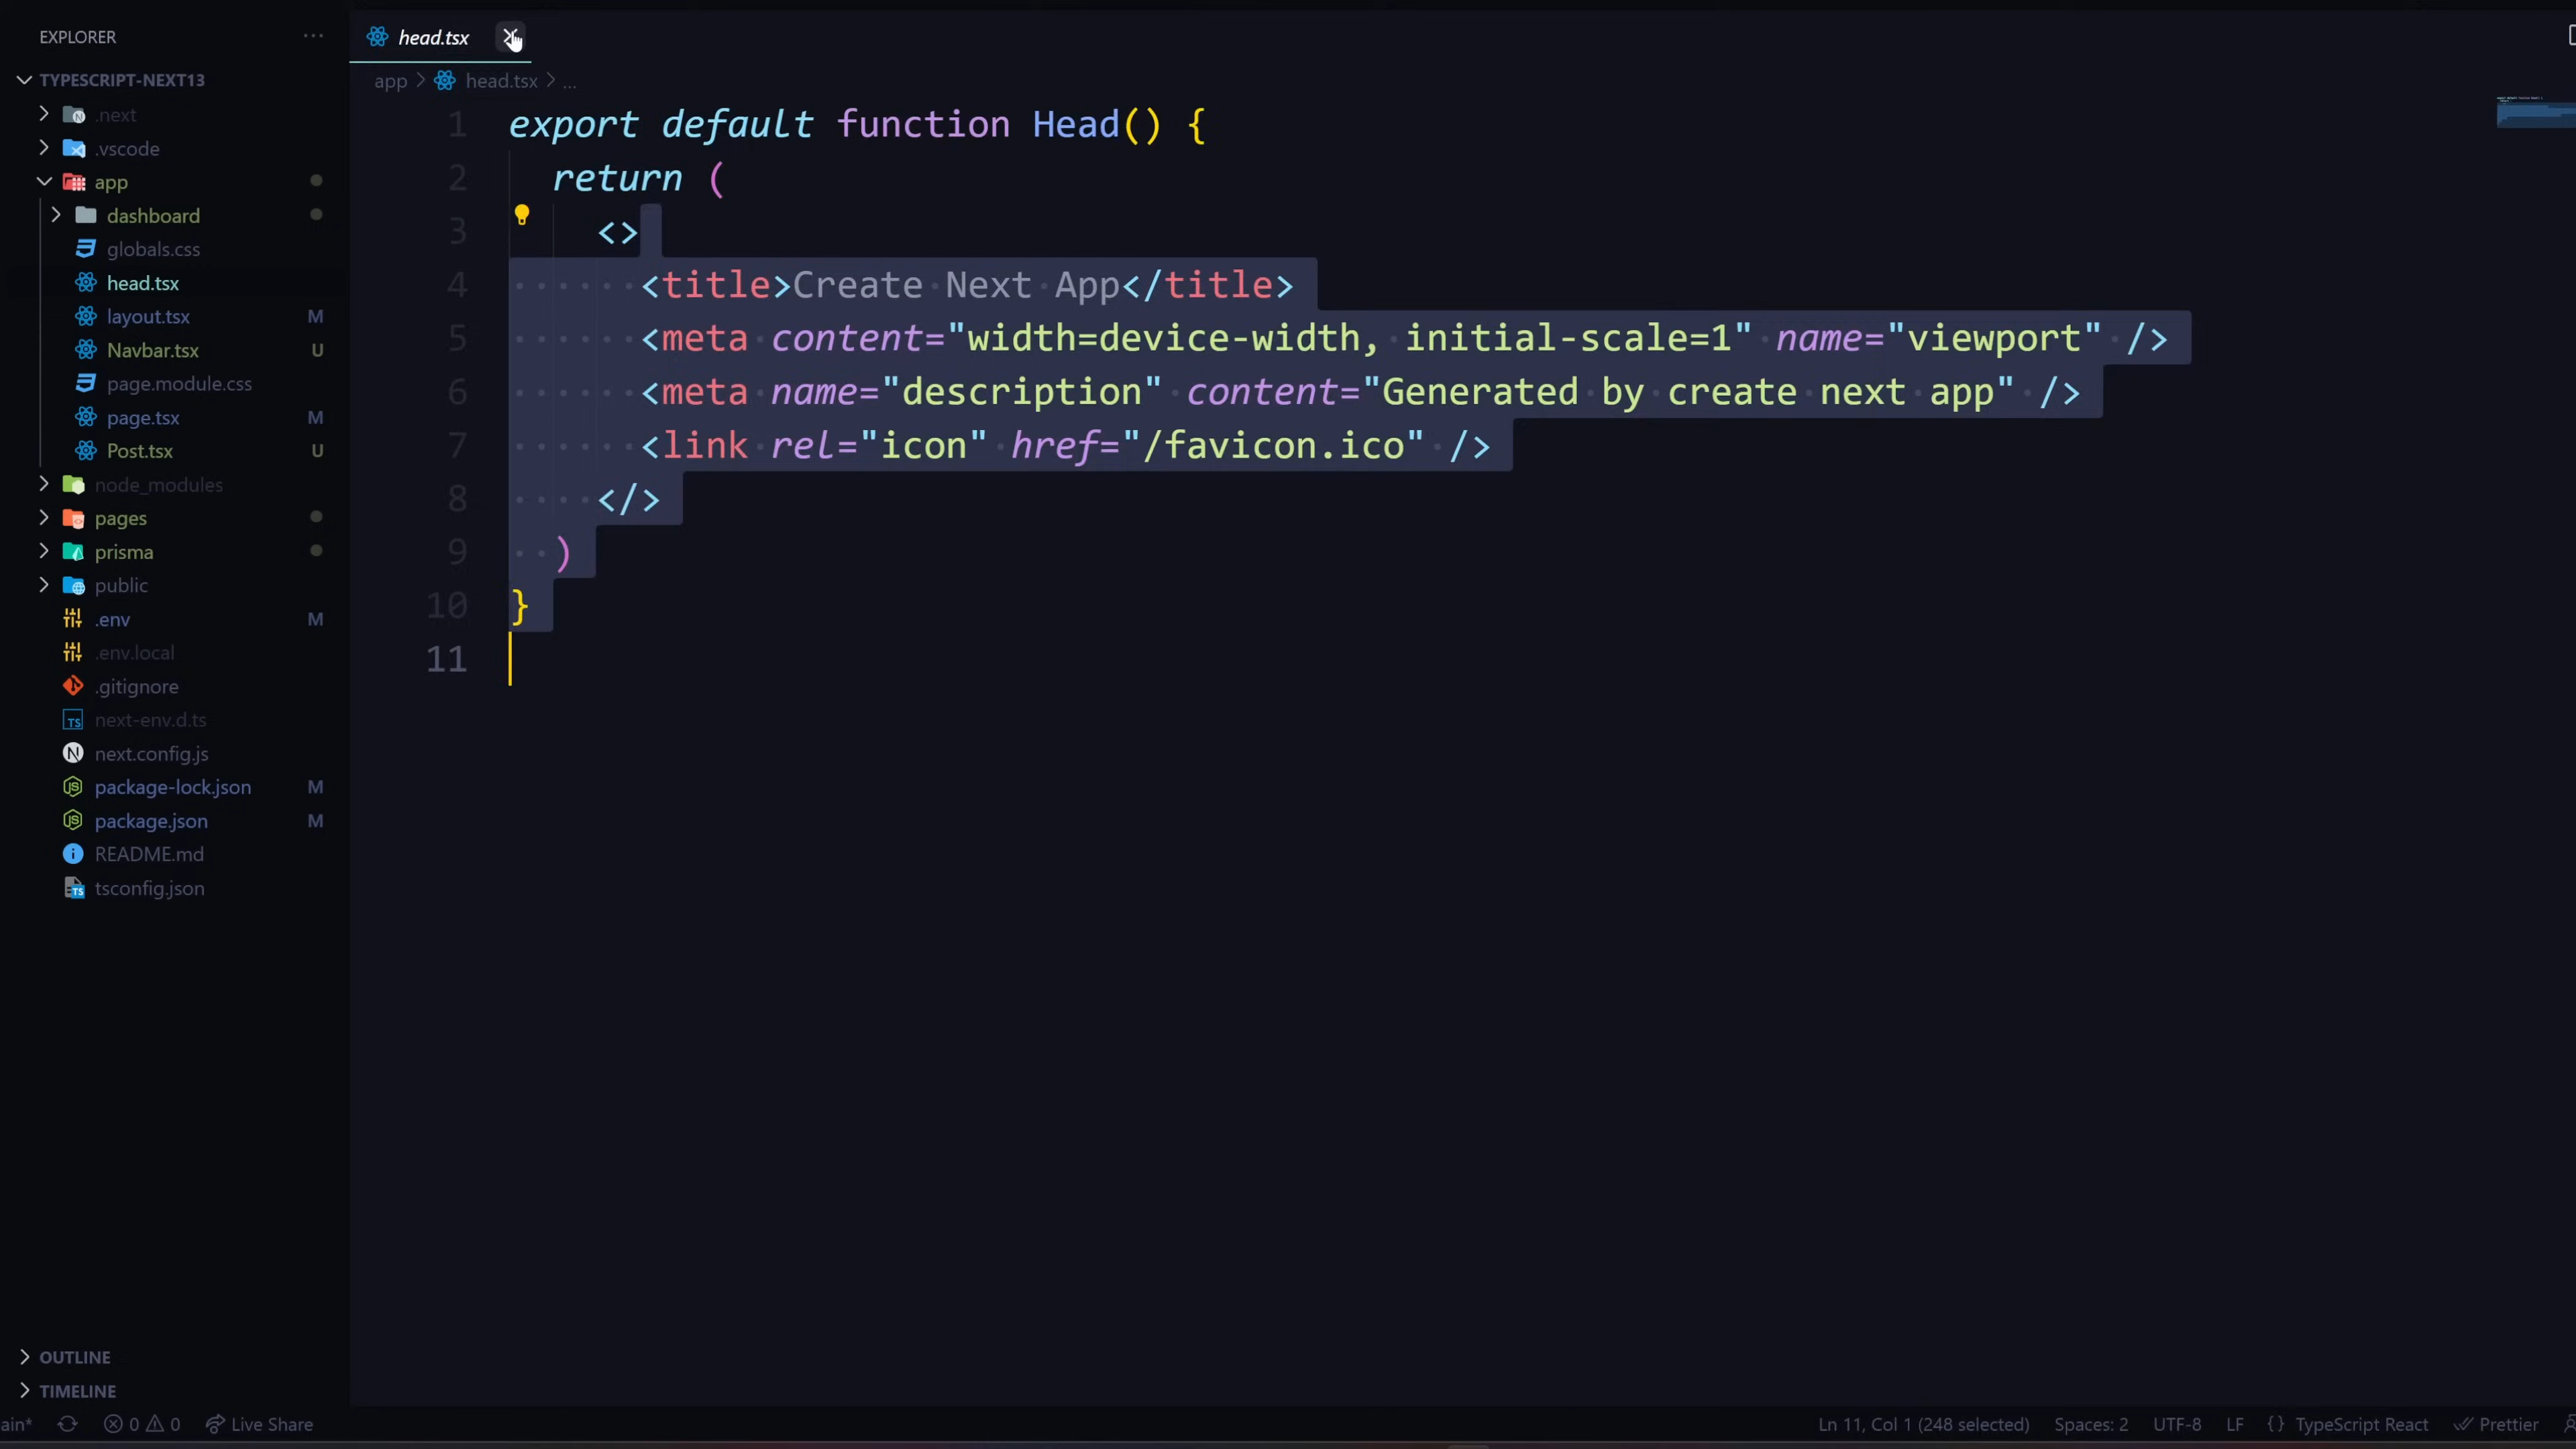 EXPLORER
TYPESCRIPT-NEXT13
.next
.vscode
app
dashboard
globals.css
head.tsx
layout.tsx M
Navbar.tsx U
page.module.css
page.tsx M
Post.tsx U
node_modules
pages
prisma
public
.env M
.env.local
.gitignore
next-env.d.ts
next.config.js
package-lock.json M
package.json M
README.md
tsconfig.json
OUTLINE
TIMELINE
head.tsx
app > head.tsx > ...
1 export default function Head() {
2 return (
3 <>
4 <title>Create Next App</title>
5 <meta content="width=device-width, initial-scale=1" name="viewport" />
6 <meta name="description" content="Generated by create next app" />
7 <link rel="icon" href="/favicon.ico" />
8 </>
9 )
10 }
11
ain* 0 0 Live Share Ln 11, Col 1 (248 selected) Spaces: 2 UTF-8 LF {} TypeScript React Prettier